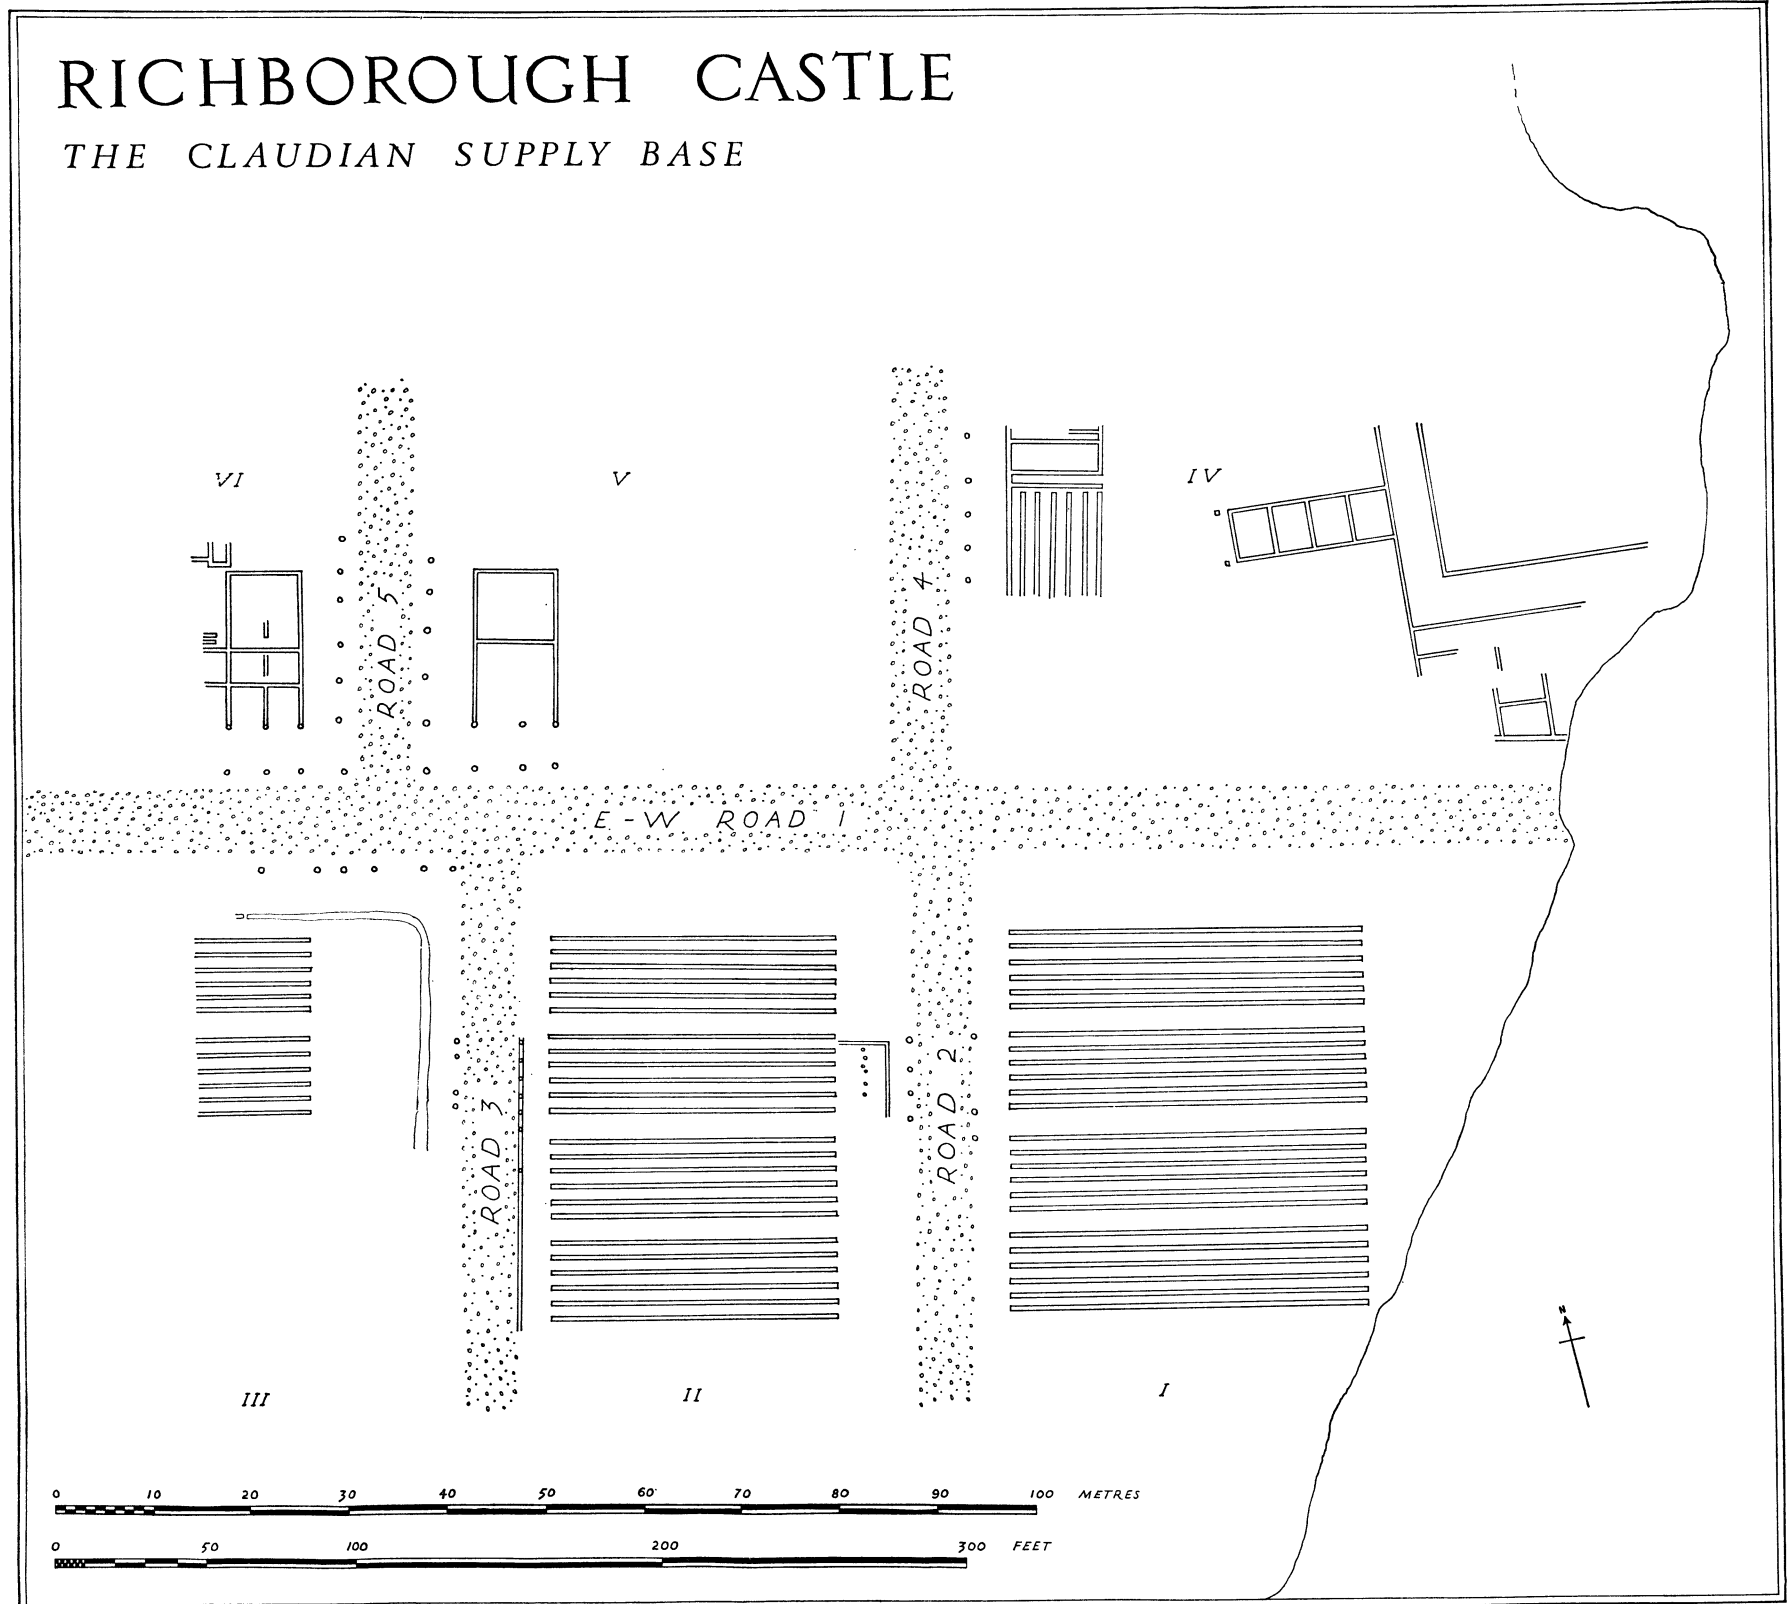 RICHBOROUGH CASTLE
THE CLAUDIAN SUPPLY BASE
VI
V
IV
ROAD 5
ROAD 4
E-W ROAD 1
ROAD 3
ROAD 2
III
II
I
N
0 10 20 30 40 50 60 70 80 90 100 METRES
0 50 100 200 300 FEET